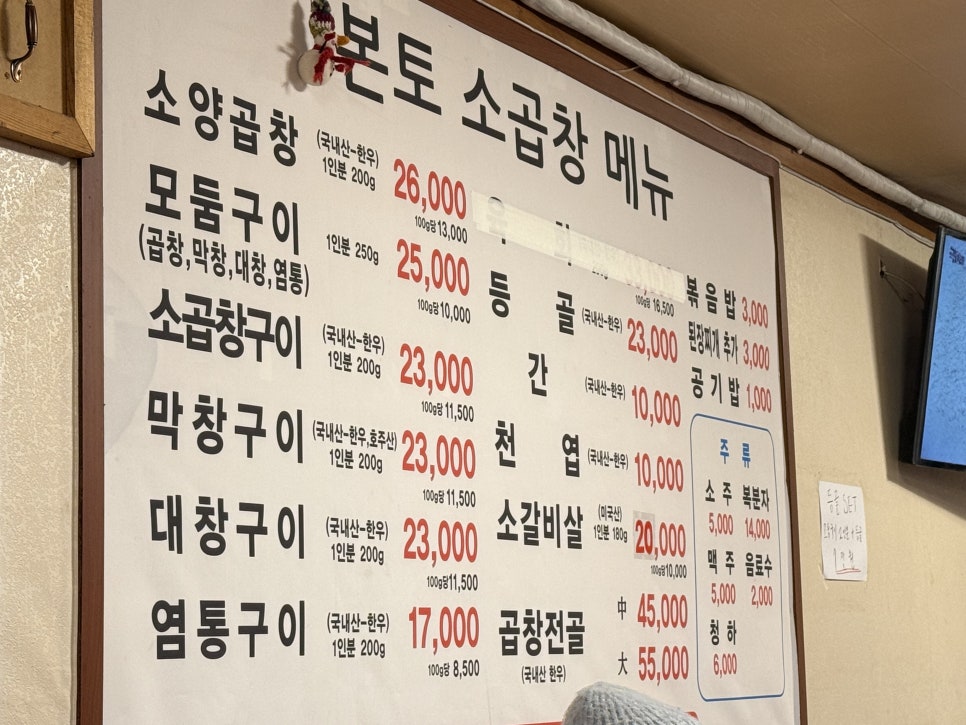 본토 소곱창 메뉴
소양곱창 (국내산-한우) 1인분 200g 26,000
100g당 13,000
모둠구이 1인분 250g 25,000
(곱창,막창,대창,염통) 100g당 10,000
소곱창구이 (국내산-한우) 1인분 200g 23,000
100g당 11,500
막창구이 (국내산-한우,호주산) 1인분 200g 23,000
100g당 11,500
대창구이 (국내산-한우) 1인분 200g 23,000
100g당 11,500
염통구이 (국내산-한우) 1인분 200g 17,000
100g당 8,500
100g당 16,500
등골 (국내산-한우) 23,000
간 (국내산-한우) 10,000
천엽 (국내산-한우) 10,000
소갈비살 (미국산) 1인분 180g 20,000
100g당 10,000
곱창전골 中 45,000
(국내산 한우) 大 55,000
볶음밥 3,000
된장찌개 추가 3,000
공기밥 1,000
주류
소주 복분자
5,000 14,000
맥주 음료수
5,000 2,000
청하
6,000
등골 SET